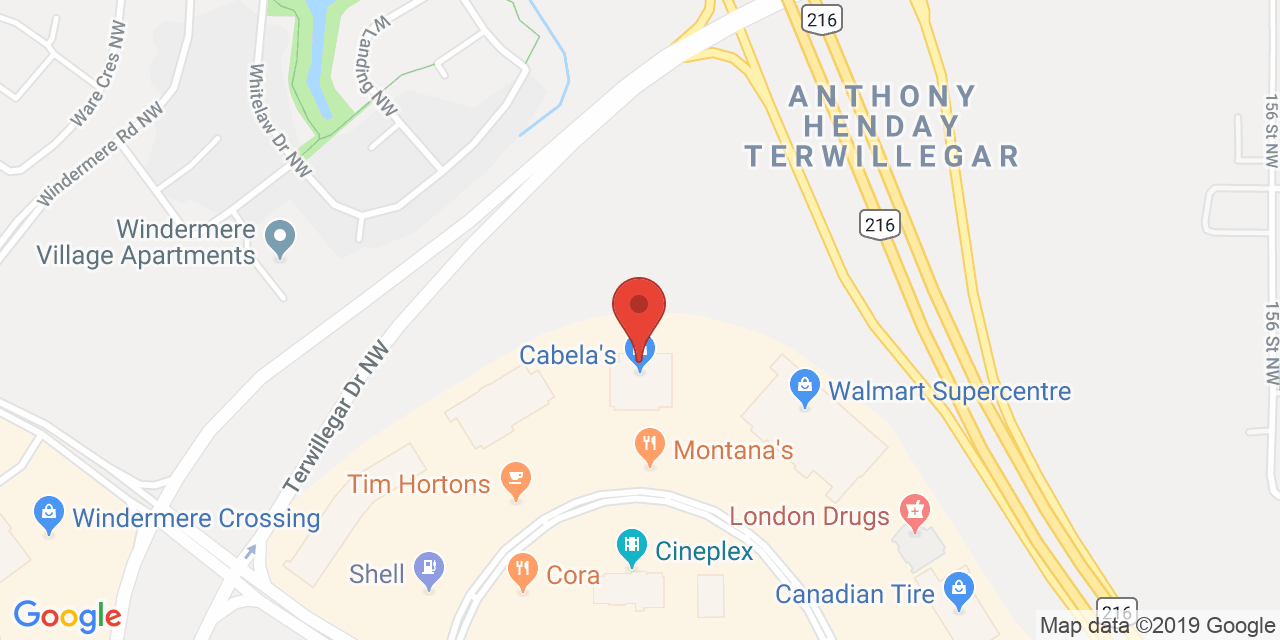 216
Ware Cres NW
W Landing NW
Whitelaw Dr NW
Windermere Rd NW
ANTHONY
HENDAY
TERWILLEGAR
156 St NW
216
Windermere
Village Apartments
156 St NW
Cabela's
Walmart Supercentre
Terwillegar Dr NW
Montana's
Tim Hortons
Windermere Crossing
London Drugs
Cineplex
Shell
Cora
Canadian Tire
216
Google
Map data ©2019 Google